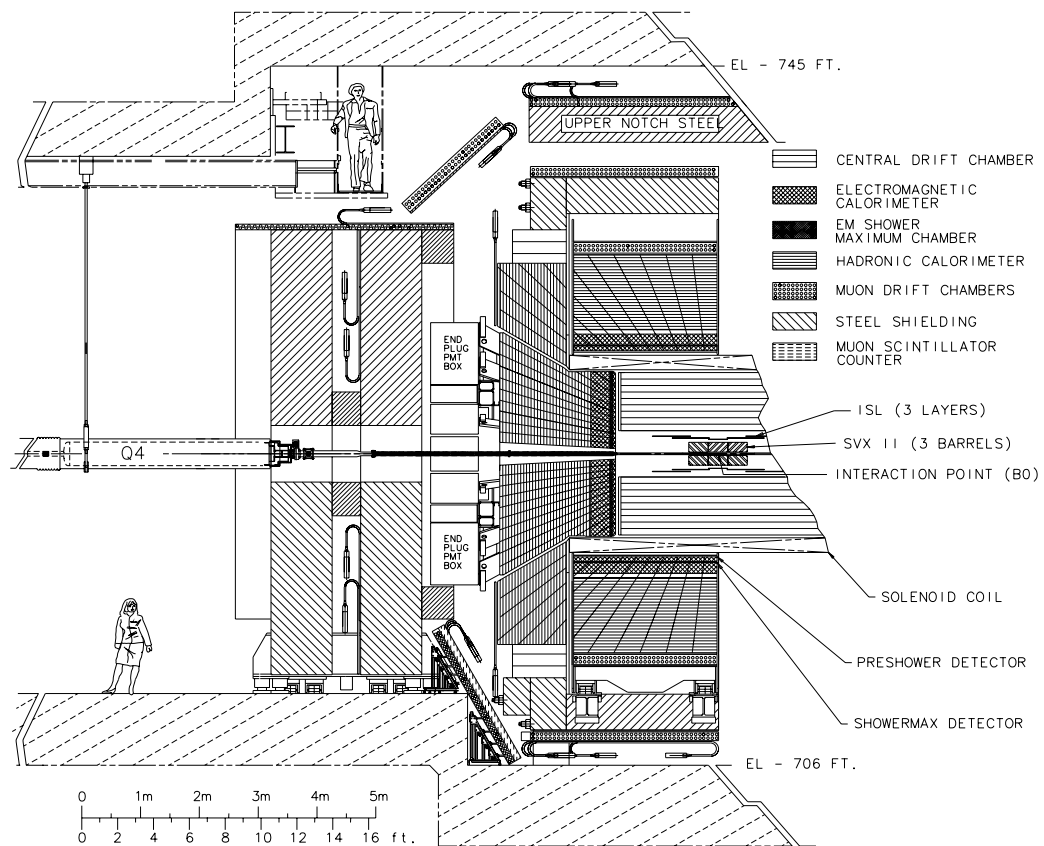 EL - 745 FT.
UPPER NOTCH STEEL
CENTRAL DRIFT CHAMBER
ELECTROMAGNETIC
CALORIMETER
EM SHOWER
MAXIMUM CHAMBER
HADRONIC CALORIMETER
MUON DRIFT CHAMBERS
STEEL SHIELDING
MUON SCINTILLATOR
COUNTER
END
PLUG
PMT
BOX
ISL (3 LAYERS)
SVX II (3 BARRELS)
Q4
INTERACTION POINT (B0)
END
PLUG
PMT
BOX
SOLENOID COIL
PRESHOWER DETECTOR
SHOWERMAX DETECTOR
EL - 706 FT.
0 1m 2m 3m 4m 5m
0 2 4 6 8 10 12 14 16 ft.